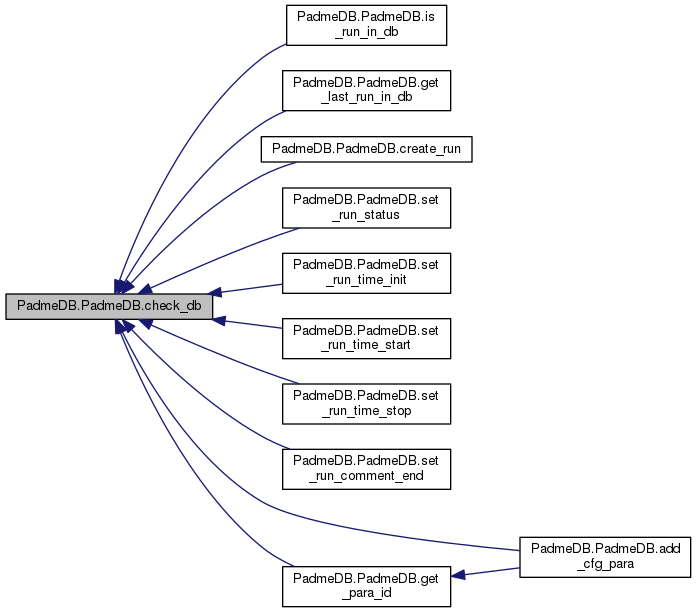 PadmeDB.PadmeDB.is
_run_in_db
PadmeDB.PadmeDB.get
_last_run_in_db
PadmeDB.PadmeDB.create_run
PadmeDB.PadmeDB.set
_run_status
PadmeDB.PadmeDB.set
_run_time_init
PadmeDB.PadmeDB.check_db
PadmeDB.PadmeDB.set
_run_time_start
PadmeDB.PadmeDB.set
_run_time_stop
PadmeDB.PadmeDB.set
_run_comment_end
PadmeDB.PadmeDB.add
_cfg_para
PadmeDB.PadmeDB.get
_para_id